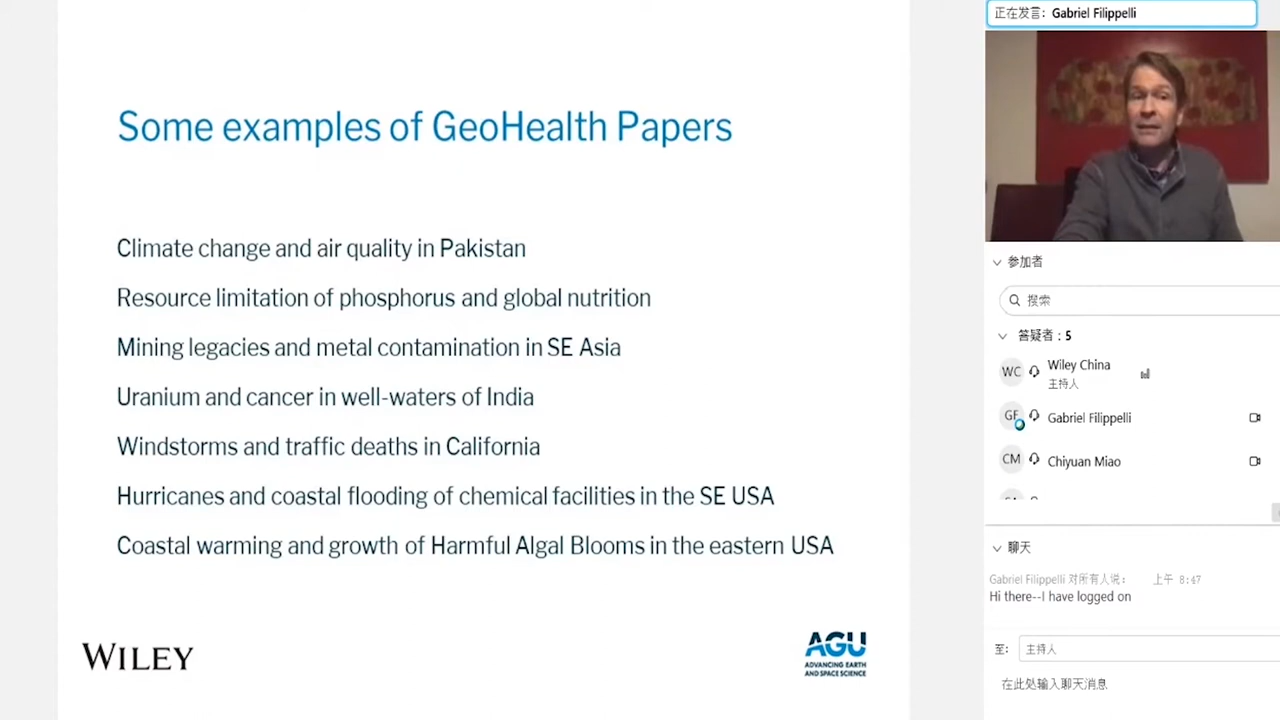 Some examples of GeoHealth Papers
Climate change and air quality in Pakistan
Resource limitation of phosphorus and global nutrition
Mining legacies and metal contamination in SE Asia
Uranium and cancer in well-waters of India
Windstorms and traffic deaths in California
Hurricanes and coastal flooding of chemical facilities in the SE USA
Coastal warming and growth of Harmful Algal Blooms in the eastern USA
WILEY
AGU
ADVANCING EARTH
AND SPACE SCIENCE
正在发言: Gabriel Filippelli
参加者
搜索
答疑者: 5
WC Wiley China
主持人
GF Gabriel Filippelli
CM Chiyuan Miao
聊天
Gabriel Filippelli 对所有人说: 上午 8:47
Hi there--I have logged on
至: 主持人
在此处输入聊天消息